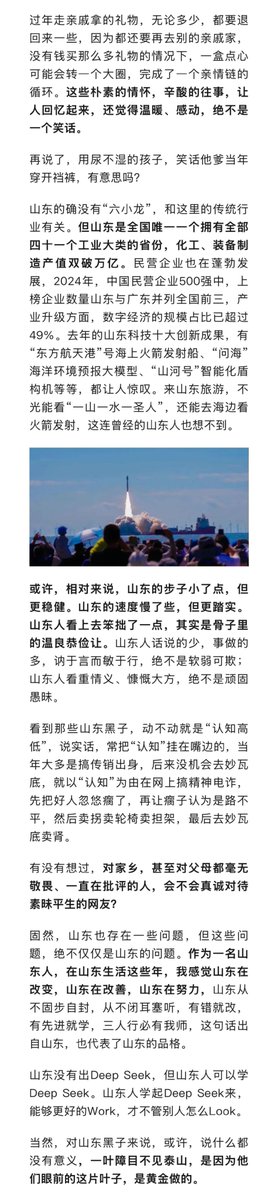 过年走亲戚拿的礼物，无论多少，都要退
回来一些，因为都还要再去别的亲戚家，
没有钱买那么多礼物的情况下，一盒点心
可能会转一个大圈，完成了一个亲情链的
循环。这些朴素的情怀，辛酸的往事，让
人回忆起来，还觉得温暖、感动，绝不是
一个笑话。
再说了，用尿不湿的孩子，笑话他爹当年
穿开裆裤，有意思吗？
山东的确没有“六小龙”，和这里的传统行
业有关。但山东是全国唯一一个拥有全部
四十一个工业大类的省份，化工、装备制
造产值双破万亿。民营企业也在蓬勃发
展，2024年，中国民营企业500强中，上
榜企业数量山东与广东并列全国前三，产
业升级方面，数字经济的规模占比已超过
49%。去年的山东科技十大创新成果，有
“东方航天港”号海上火箭发射船、“问海”
海洋环境预报大模型、“山河号”智能化盾
构机等等，都让人惊叹。来山东旅游，不
光能看“一山一水一圣人”，还能去海边看
火箭发射，这连曾经的山东人也想不到。
或许，相对来说，山东的步子小了点，但
更稳健。山东的速度慢了些，但更踏实。
山东人看上去笨拙了一点，其实是骨子里
的温良恭俭让。山东人话说的少，事做的
多，讷于言而敏于行，绝不是软弱可欺；
山东人看重情义、慷慨大方，绝不是顽固
愚昧。
看到那些山东黑子，动不动就是“认知高
低”，说实话，常把“认知”挂在嘴边的，当
年大多是搞传销出身，后来没机会去妙瓦
底，就以“认知”为由在网上搞精神电诈，
先把好人忽悠瘸了，再让瘸子认为是路不
平，然后卖拐卖轮椅卖担架，最后去妙瓦
底卖肾。
有没有想过，对家乡，甚至对父母都毫无
敬畏、一直在批评的人，会不会真诚对待
素昧平生的网友？
固然，山东也存在一些问题，但这些问
题，绝不仅仅是山东的问题。作为一名山
东人，在山东生活这些年，我感觉山东在
改变，山东在改善，山东在努力，山东从
不固步自封，从不闭耳塞听，有错就改，
有先进就学，三人行必有我师，这句话出
自山东，也代表了山东的品格。
山东没有出Deep Seek，但山东人可以学
Deep Seek。山东人学起Deep Seek来，
能够更好的Work，才不管别人怎么Look。
当然，对山东黑子来说，或许，说什么都
没有意义，一叶障目不见泰山，是因为他
们眼前的这片叶子，是黄金做的。